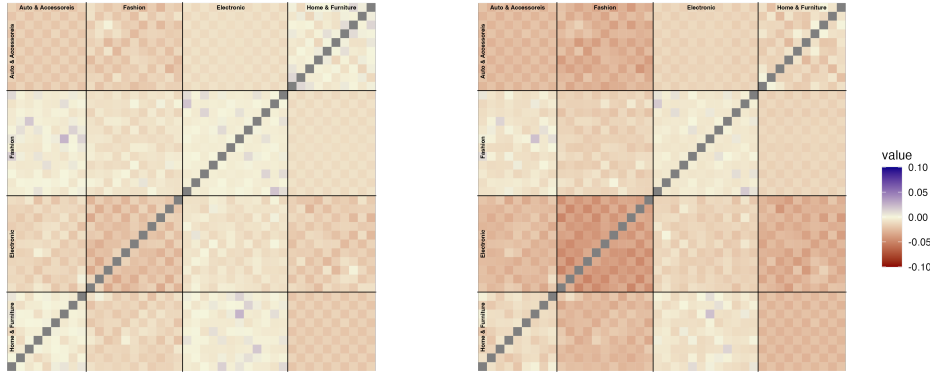 Auto & Accessoreis Fashion Electronic Home & Furniture
Auto & Accessoreis
Fashion
Electronic
Home & Furniture
Auto & Accessoreis Fashion Electronic Home & Furniture
Auto & Accessoreis
Fashion
Electronic
Home & Furniture
value
0.10
0.05
0.00
-0.05
-0.10